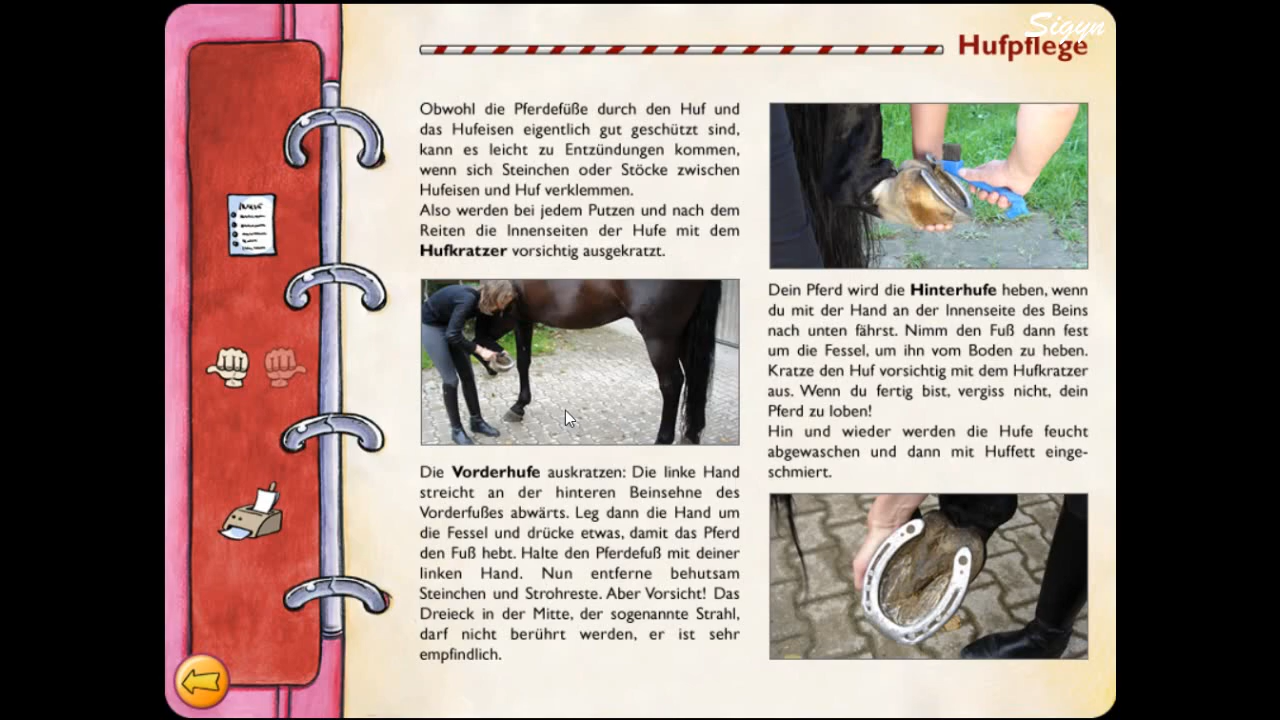 Sigyn
Hufpflege
Obwohl die Pferdefüße durch den Huf und
das Hufeisen eigentlich gut geschützt sind,
kann es leicht zu Entzündungen kommen,
wenn sich Steinchen oder Stöcke zwischen
Hufeisen und Huf verklemmen.
Also werden bei jedem Putzen und nach dem
Reiten die Innenseiten der Hufe mit dem
Hufkratzer vorsichtig ausgekratzt.
Die Vorderhufe auskratzen: Die linke Hand
streicht an der hinteren Beinsehne des
Vorderfußes abwärts. Leg dann die Hand um
die Fessel und drücke etwas, damit das Pferd
den Fuß hebt. Halte den Pferdefuß mit deiner
linken Hand. Nun entferne behutsam
Steinchen und Strohreste. Aber Vorsicht! Das
Dreieck in der Mitte, der sogenannte Strahl,
darf nicht berührt werden, er ist sehr
empfindlich.
Dein Pferd wird die Hinterhufe heben, wenn
du mit der Hand an der Innenseite des Beins
nach unten fährst. Nimm den Fuß dann fest
um die Fessel, um ihn vom Boden zu heben.
Kratze den Huf vorsichtig mit dem Hufkratzer
aus. Wenn du fertig bist, vergiss nicht, dein
Pferd zu loben!
Hin und wieder werden die Hufe feucht
abgewaschen und dann mit Huffett einge-
schmiert.